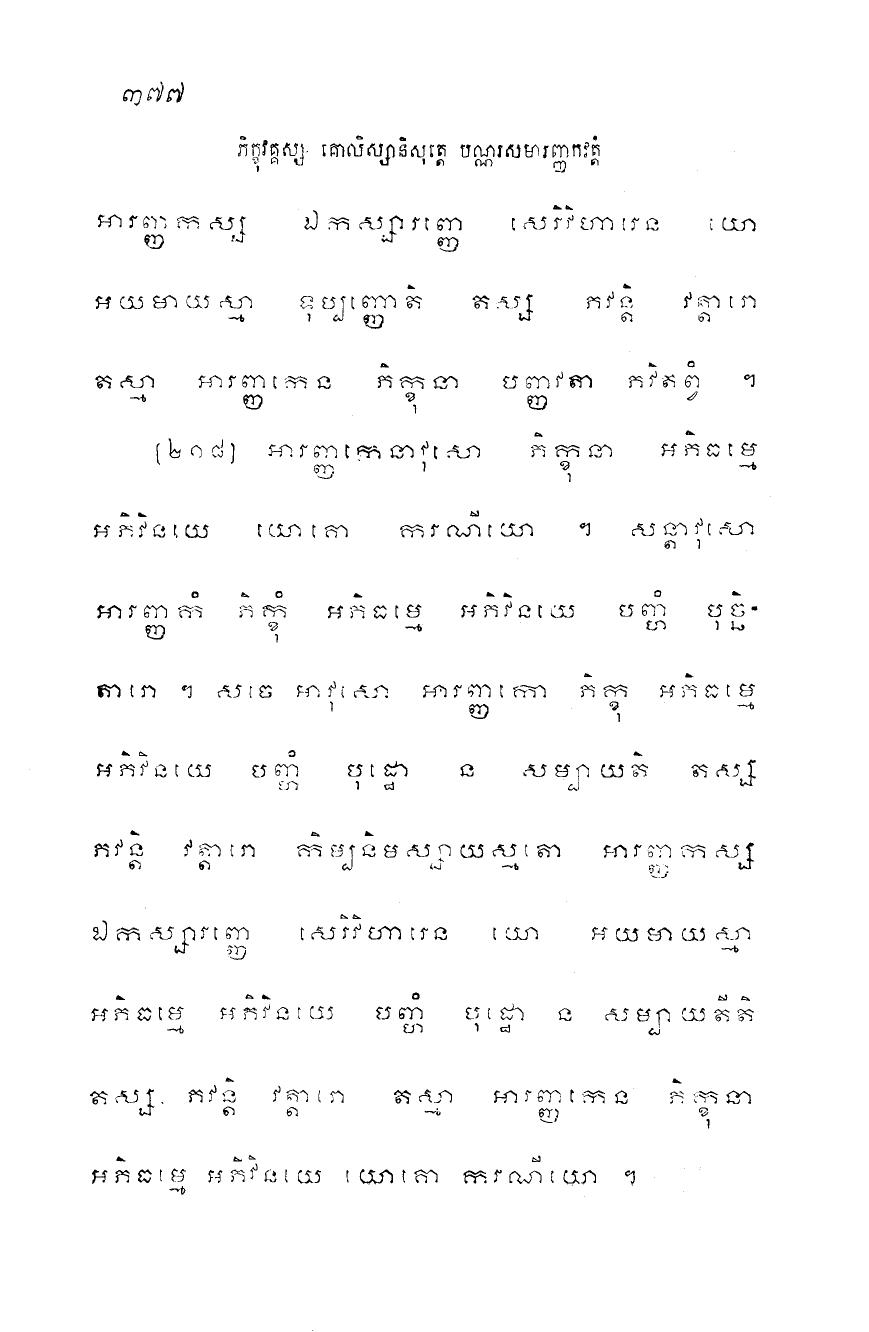 ៣៧៧
ភិក្ខុវគ្គស្ស គោលិស្សានិសុត្តេ បណ្ណរសមារញ្ញកវត្តំ
អារញ្ញកស្ស ឯកស្សារញ្ញេ សេរិវិហារេន យោ
អយមាយស្មា ទុប្បញ្ញោតិ តស្ស ភវន្តិ វត្តារោ
តស្មា អារញ្ញកេន ភិក្ខុនា បញ្ញវតា ភវិតព្វំ ។
[២១៨] អារញ្ញកេនាវុសោ ភិក្ខុនា អភិធម្មេ
អភិវិនយេ យោគោ ករណីយោ ។ សន្តាវុសោ
អារញ្ញកំ ភិក្ខុំ អភិធម្មេ អភិវិនយេ បញ្ហំ បុច្ឆិ-
តារោ ។ សចេ អាវុសោ អារញ្ញកោ ភិក្ខុ អភិធម្មេ
អភិវិនយេ បញ្ហំ បុដ្ឋោ ន សម្បាយតិ តស្ស
ភវន្តិ វត្តារោ កិម្បនិមស្សាយស្មតោ អារញ្ញកស្ស
ឯកស្សារញ្ញេ សេរិវិហារេន យោ អយមាយស្មា
អភិធម្មេ អភិវិនយេ បញ្ហំ បុដ្ឋោ ន សម្បាយតីតិ
តស្ស ភវន្តិ វត្តារោ តស្មា អារញ្ញកេន ភិក្ខុនា
អភិធម្មេ អភិវិនយេ យោគោ ករណីយោ ។